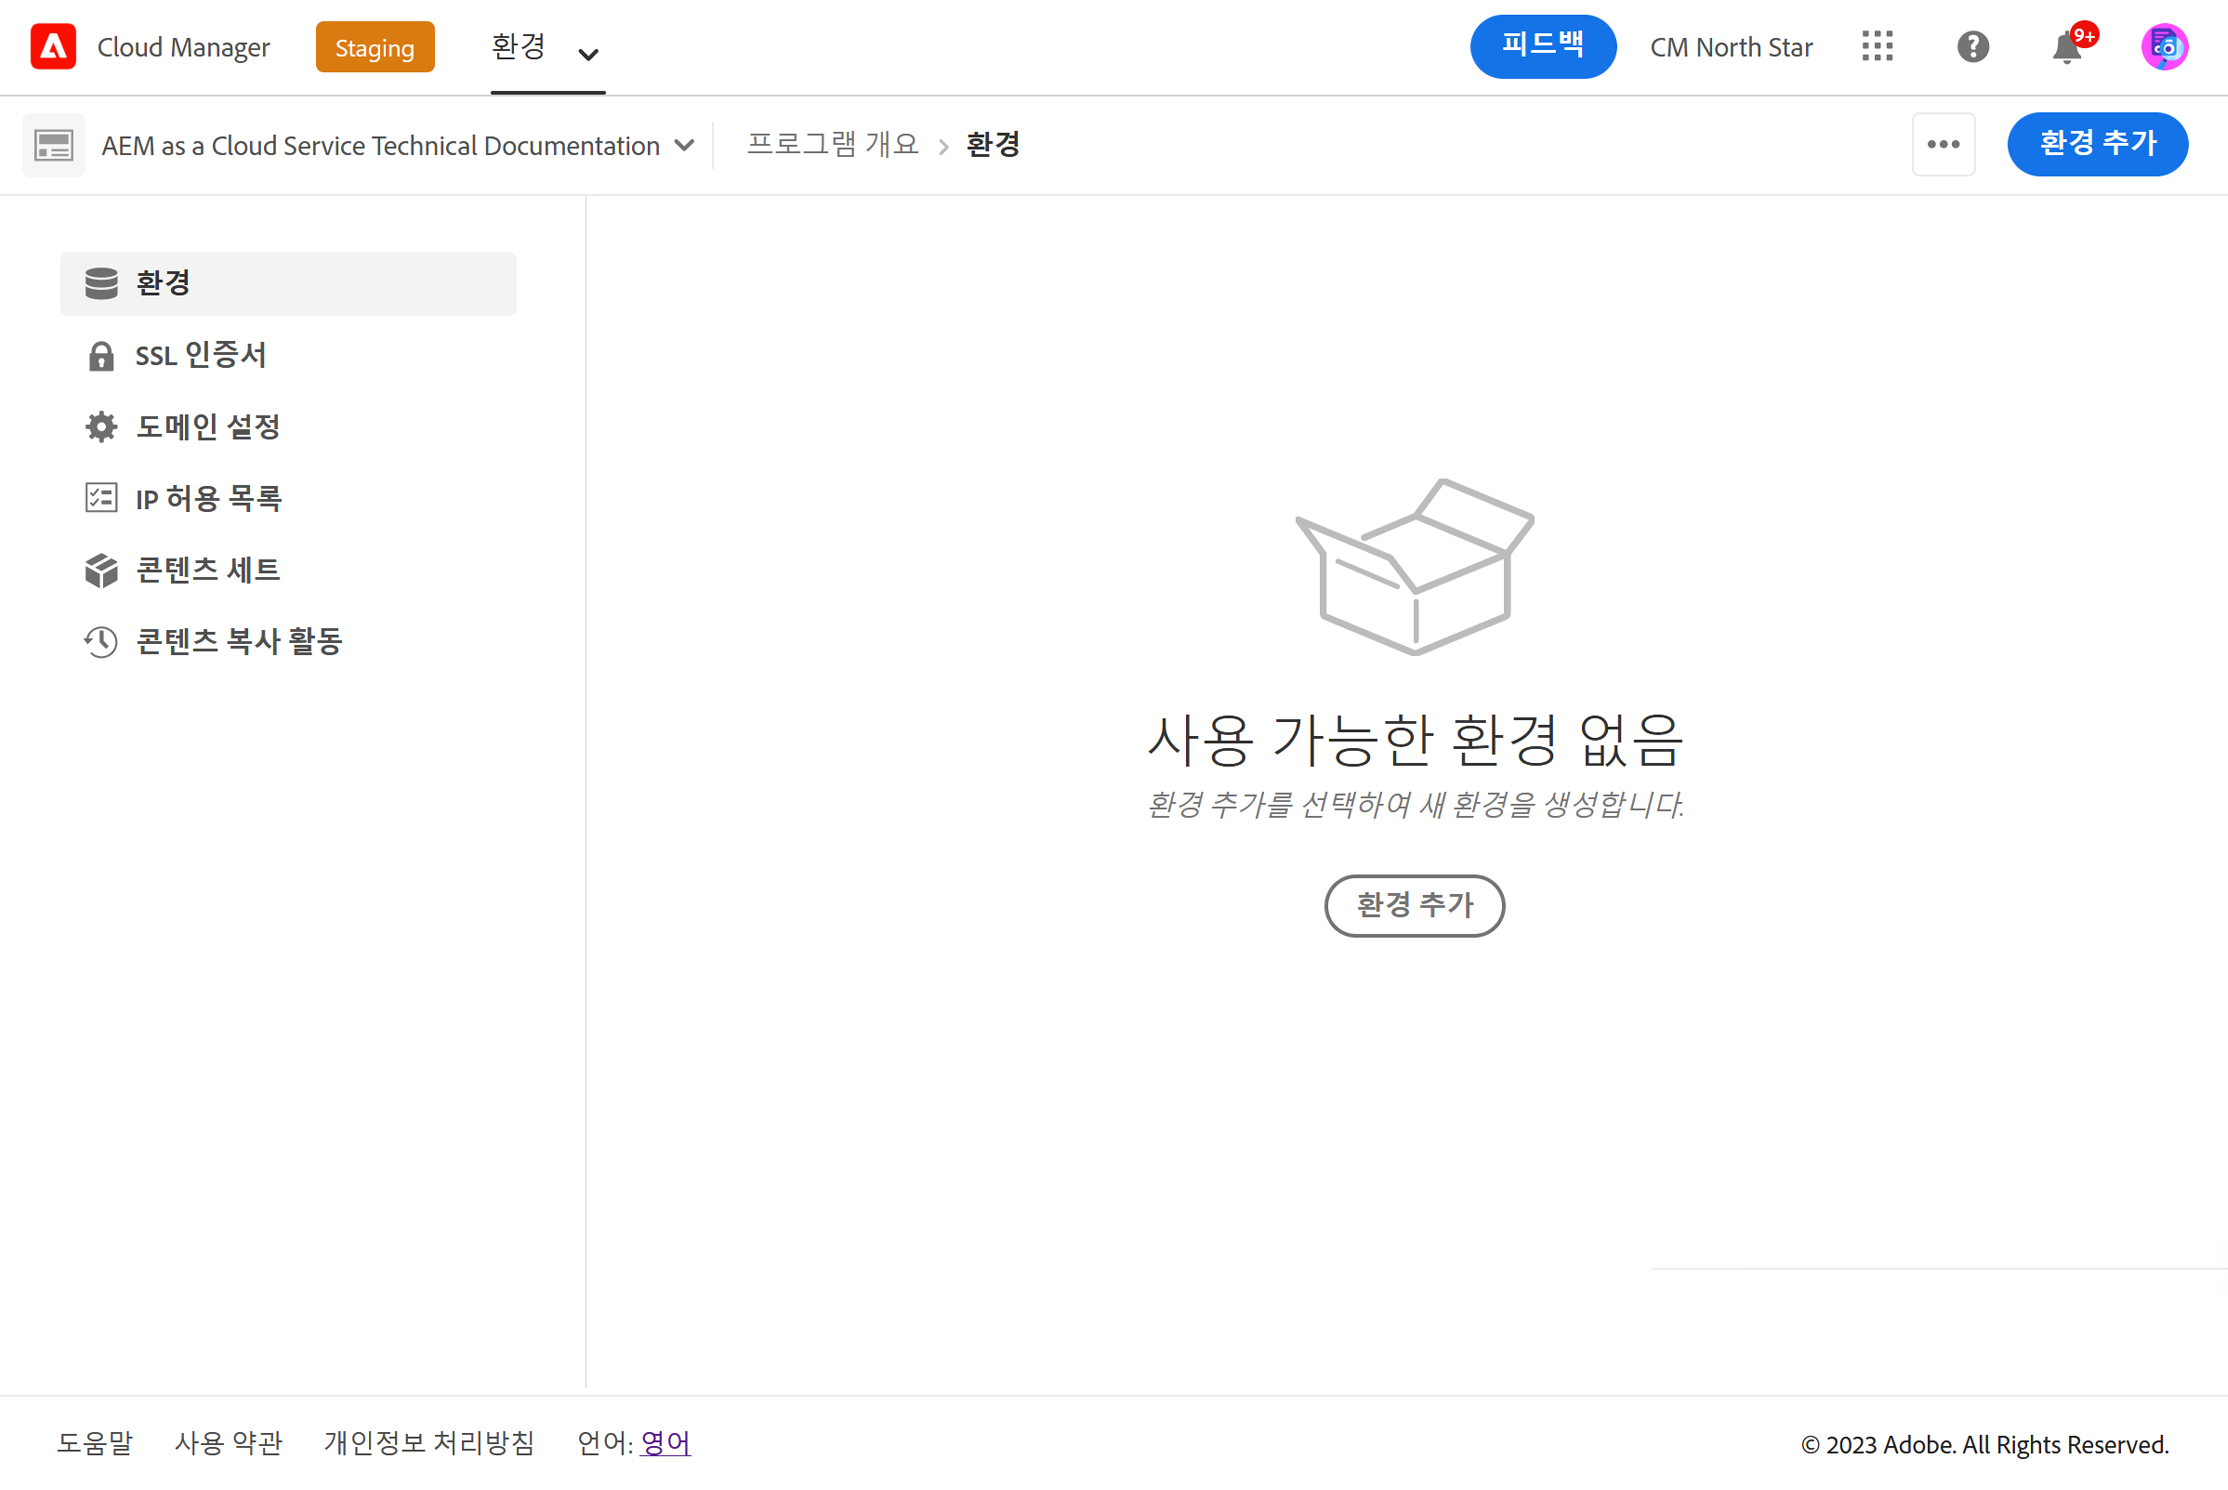 Cloud Manager Staging 환경 피드백 CM North Star 9+
AEM as a Cloud Service Technical Documentation 프로그램 개요 > 환경 환경 추가
환경
SSL 인증서
도메인 설정
IP 허용 목록
콘텐츠 세트
콘텐츠 복사 활동
사용 가능한 환경 없음
환경 추가를 선택하여 새 환경을 생성합니다.
환경 추가
도움말 사용 약관 개인정보 처리방침 언어: 영어 © 2023 Adobe. All Rights Reserved.